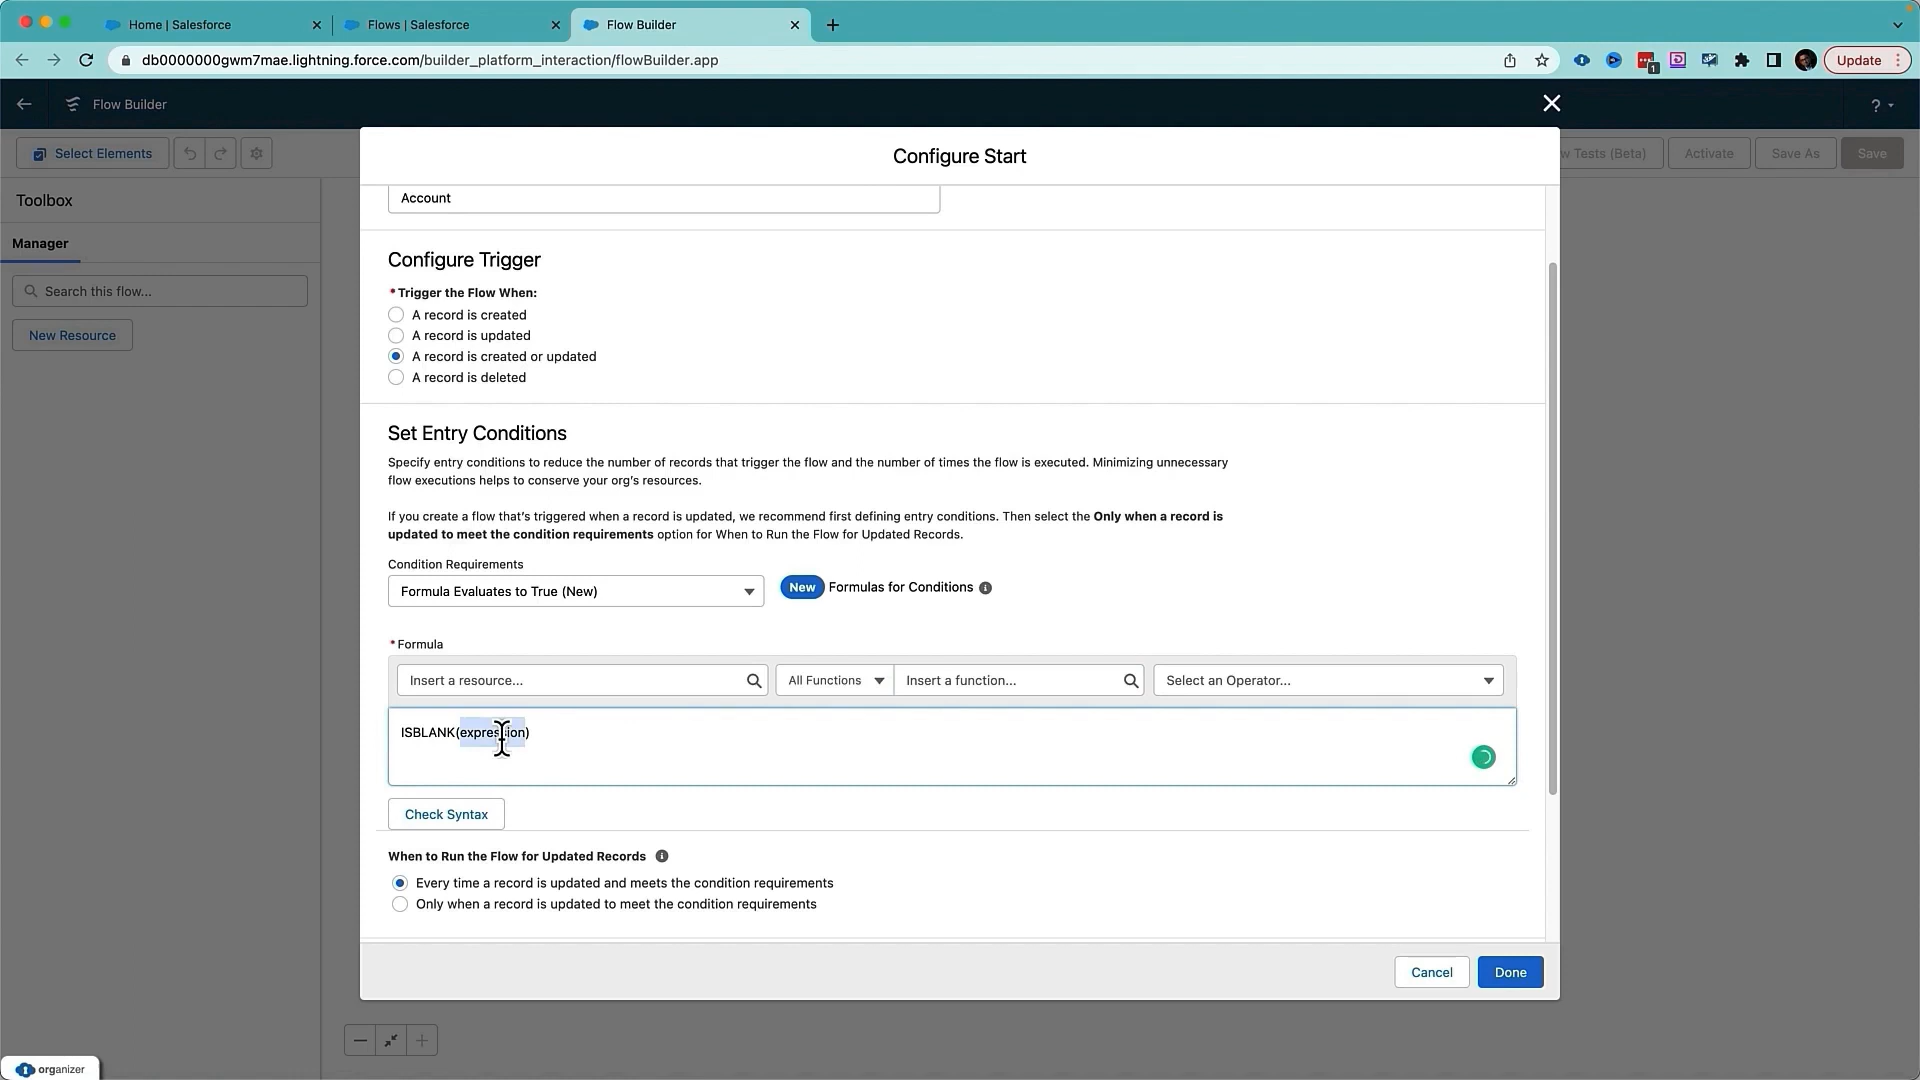 Home | Salesforce
Flows | Salesforce
Flow Builder
db0000000gwm7mae.lightning.force.com/builder_platform_interaction/flowBuilder.app
1
Update
Flow Builder
?
Select Elements
w Tests (Beta)
Activate
Save As
Save
Configure Start
Toolbox
Account
Manager
Configure Trigger
Search this flow...
* Trigger the Flow When:
A record is created
New Resource
A record is updated
A record is created or updated
A record is deleted
Set Entry Conditions
Specify entry conditions to reduce the number of records that trigger the flow and the number of times the flow is executed. Minimizing unnecessary
flow executions helps to conserve your org's resources.
If you create a flow that's triggered when a record is updated, we recommend first defining entry conditions. Then select the Only when a record is
updated to meet the condition requirements option for When to Run the Flow for Updated Records.
Condition Requirements
Formula Evaluates to True (New)
New Formulas for Conditions
* Formula
Insert a resource...
All Functions
Insert a function...
Select an Operator...
ISBLANK(expression)
Check Syntax
When to Run the Flow for Updated Records
Every time a record is updated and meets the condition requirements
Only when a record is updated to meet the condition requirements
Cancel
Done
organizer